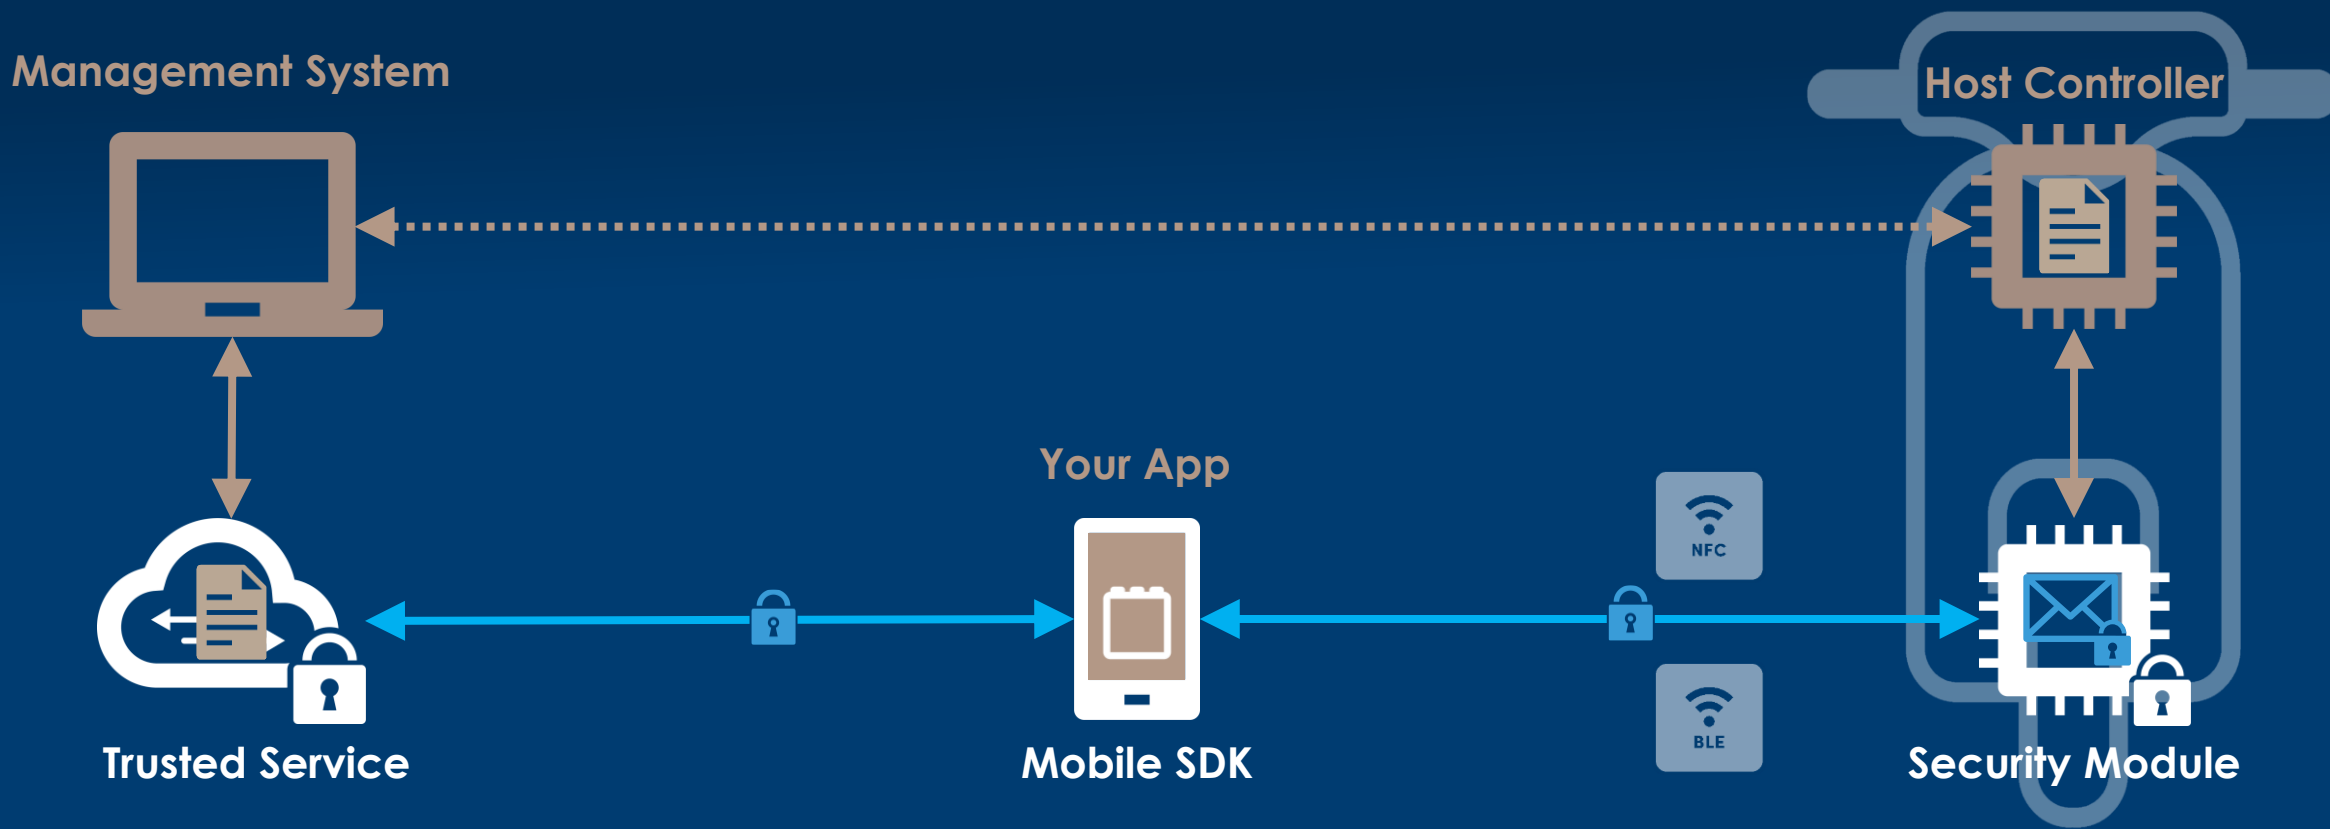 Management System
Host Controller
Your App
NFC
BLE
Trusted Service
Mobile SDK
Security Module